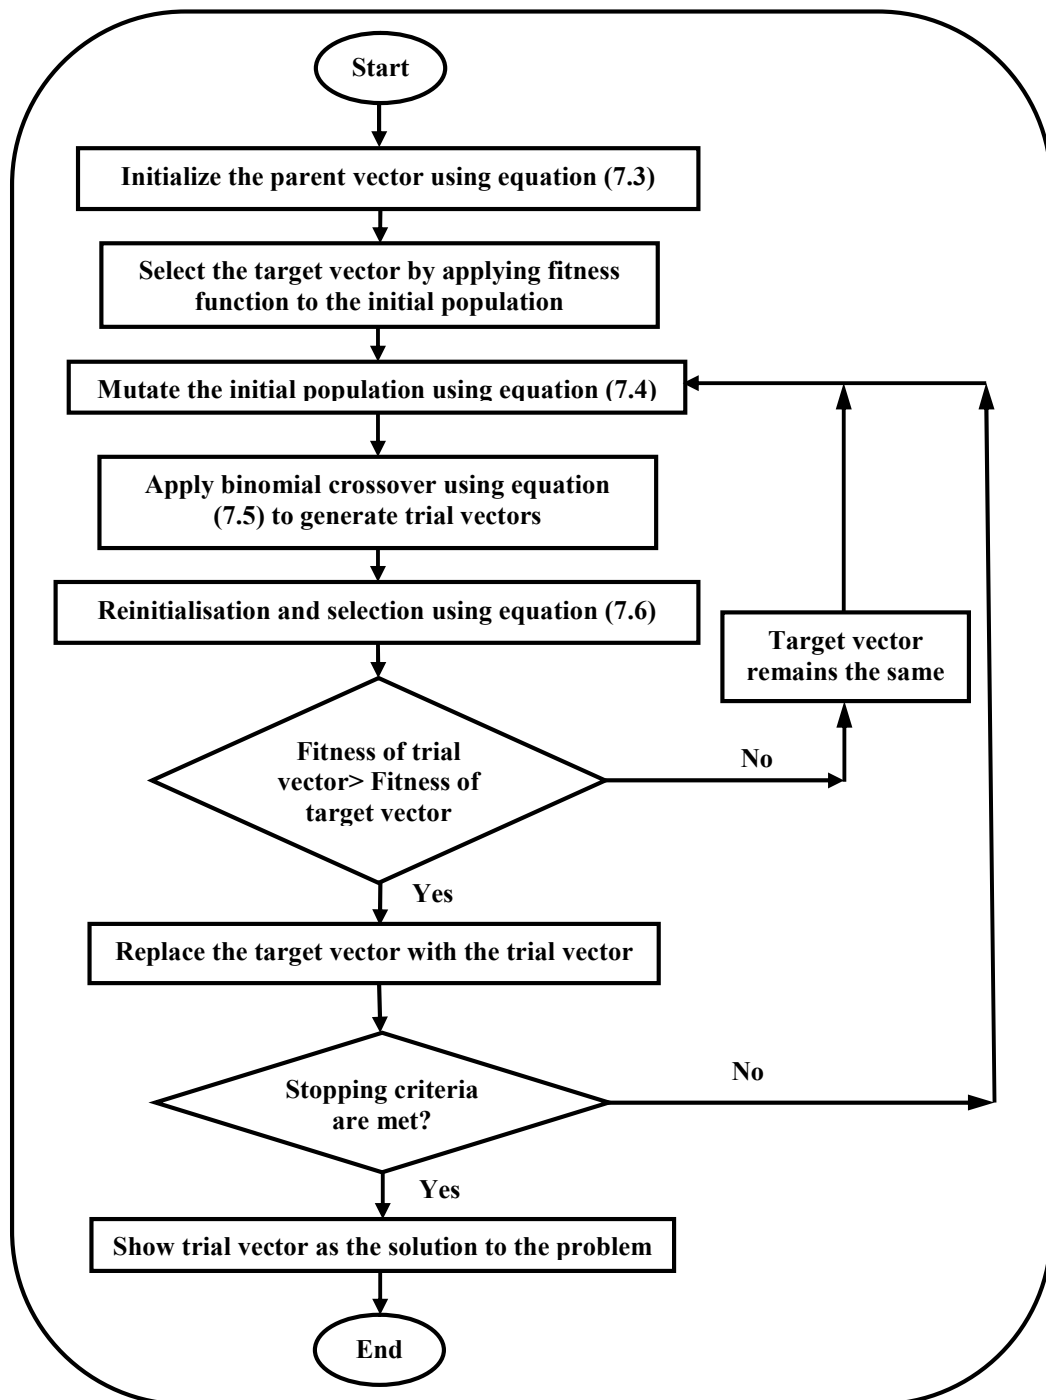 Start
Initialize the parent vector using equation (7.3)
Select the target vector by applying fitness
function to the initial population
Mutate the initial population using equation (7.4)
Apply binomial crossover using equation
(7.5) to generate trial vectors
Reinitialisation and selection using equation (7.6)
Target vector
remains the same
Fitness of trial
vector> Fitness of
target vector
No
Yes
Replace the target vector with the trial vector
Stopping criteria
are met?
No
Yes
Show trial vector as the solution to the problem
End